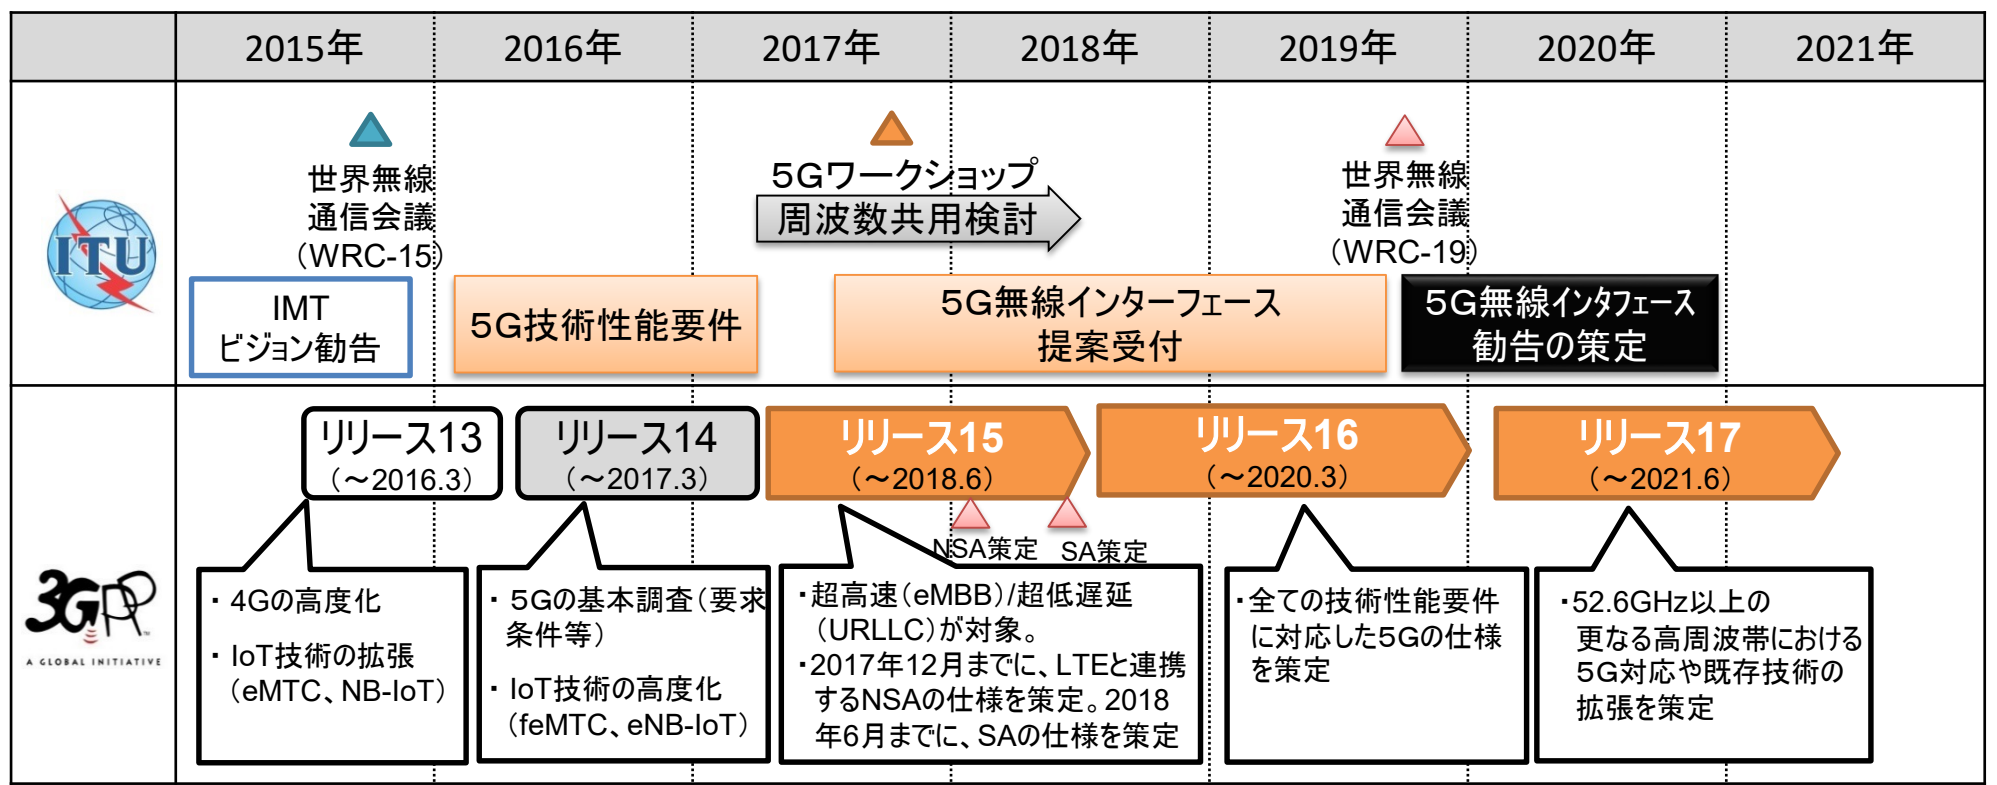 2015年
2016年
2017年
2018年
2019年
2020年
2021年
世界無線
通信会議
（WRC-15）
５Gワークショップ
周波数共用検討
世界無線
通信会議
（WRC-19）
ITU
IMT
ビジョン勧告
５G技術性能要件
５G無線インターフェース
提案受付
５G無線インタフェース
勧告の策定
リリース13
（～2016.3）
リリース14
（～2017.3）
リリース15
（～2018.6）
リリース16
（～2020.3）
リリース17
（～2021.6）
NSA策定
SA策定
3GPP
A GLOBAL INITIATIVE
・ 4Gの高度化
・ IoT技術の拡張
（eMTC、NB-IoT）
・ ５Gの基本調査（要求
条件等）
・ IoT技術の高度化
（feMTC、eNB-IoT）
・超高速（eMBB）/超低遅延
（URLLC）が対象。
・2017年12月までに、LTEと連携
するNSAの仕様を策定。2018
年6月までに、SAの仕様を策定
・全ての技術性能要件
に対応した５Gの仕様
を策定
・52.6GHz以上の
更なる高周波帯における
５G対応や既存技術の
拡張を策定